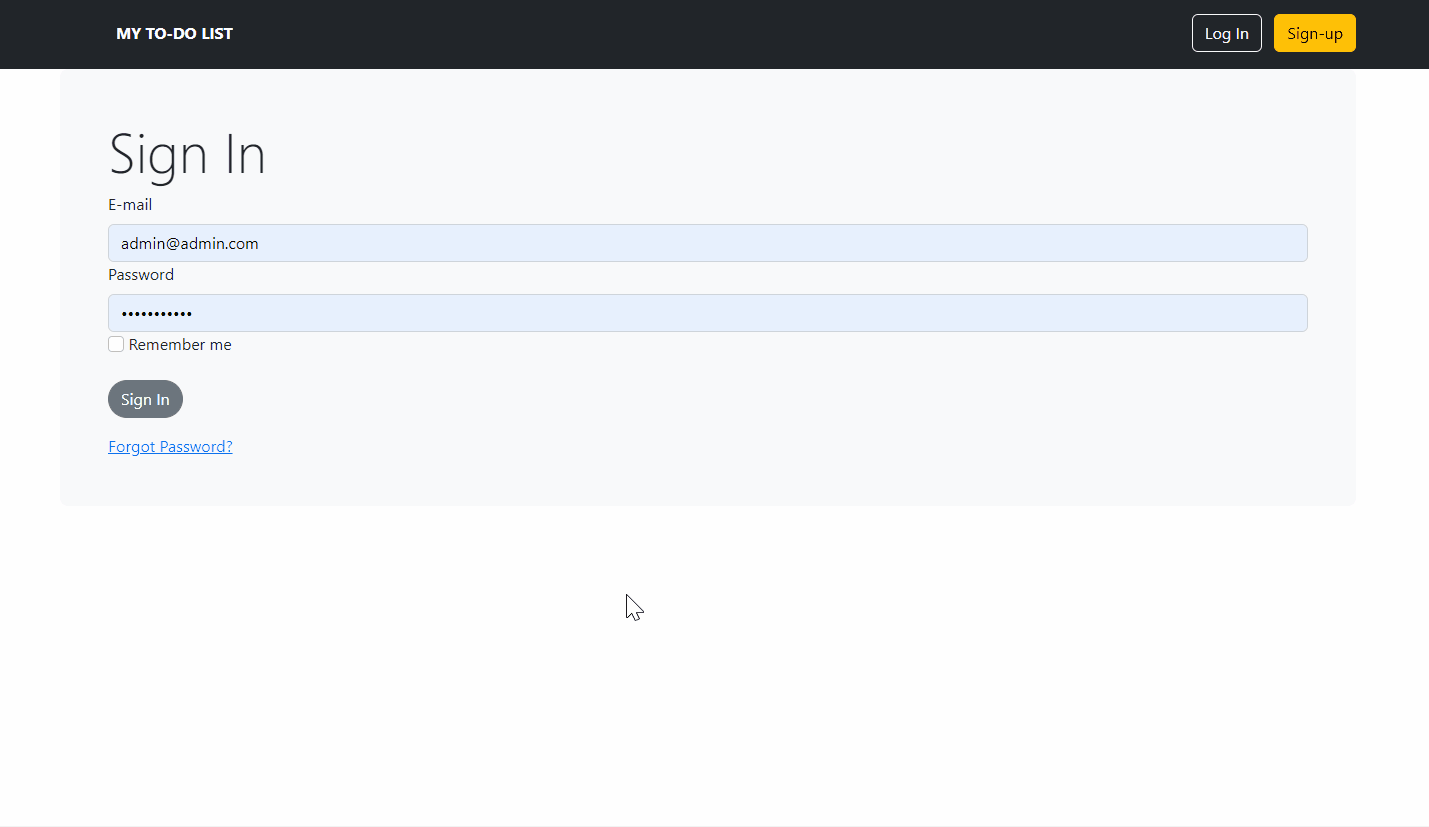 MY TO-DO LIST
Log In
Sign-up
Sign In
E-mail
admin@admin.com
Password
•••••••••••
Remember me
Sign In
Forgot Password?